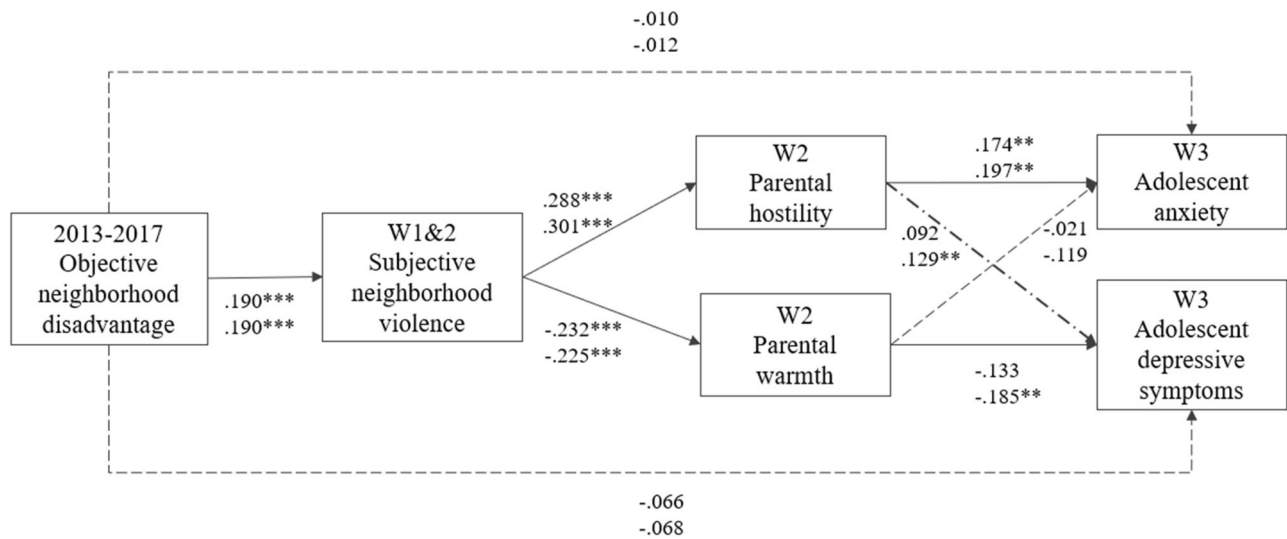 -.010
-.012
2013-2017
Objective
neighborhood
disadvantage
.190***
.190***
W1&2
Subjective
neighborhood
violence
.288***
.301***
-.232***
-.225***
W2
Parental
hostility
W2
Parental
warmth
.174**
.197**
.092
.129**
-.021
-.119
-.133
-.185**
W3
Adolescent
anxiety
W3
Adolescent
depressive
symptoms
-.066
-.068